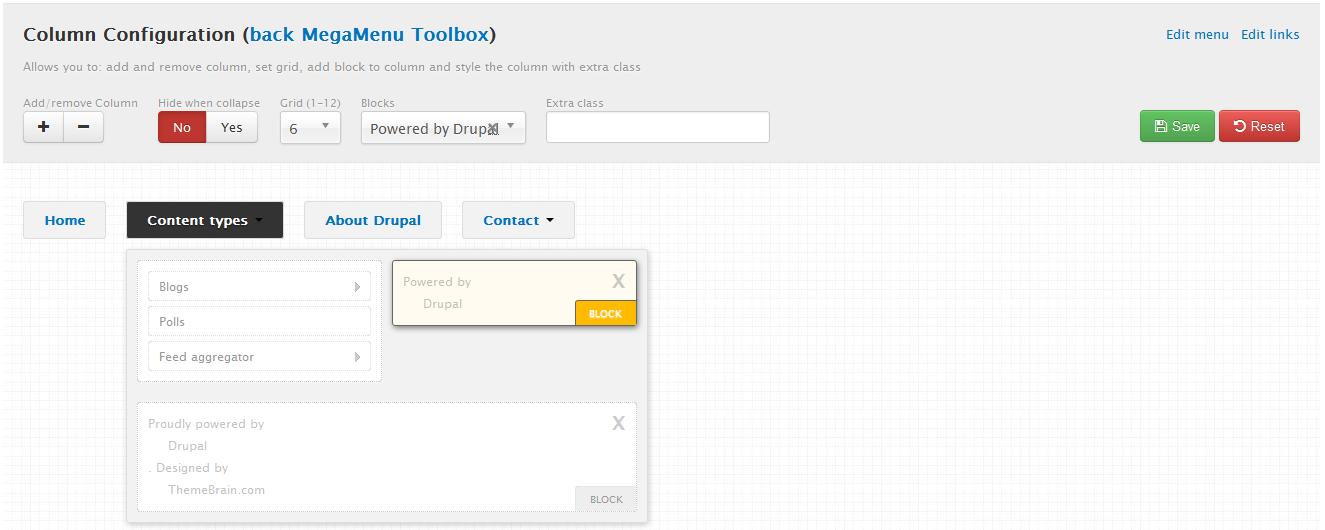 Column Configuration (back MegaMenu Toolbox)
Edit menu Edit links
Allows you to: add and remove column, set grid, add block to column and style the column with extra class
Add/remove Column Hide when collapse Grid (1-12) Blocks Extra class
+ − No Yes 6 Powered by Drupal X Save Reset
Home Content types About Drupal Contact
Blogs
Polls
Feed aggregator
Powered by X
Drupal
BLOCK
Proudly powered by X
Drupal
. Designed by
ThemeBrain.com
BLOCK